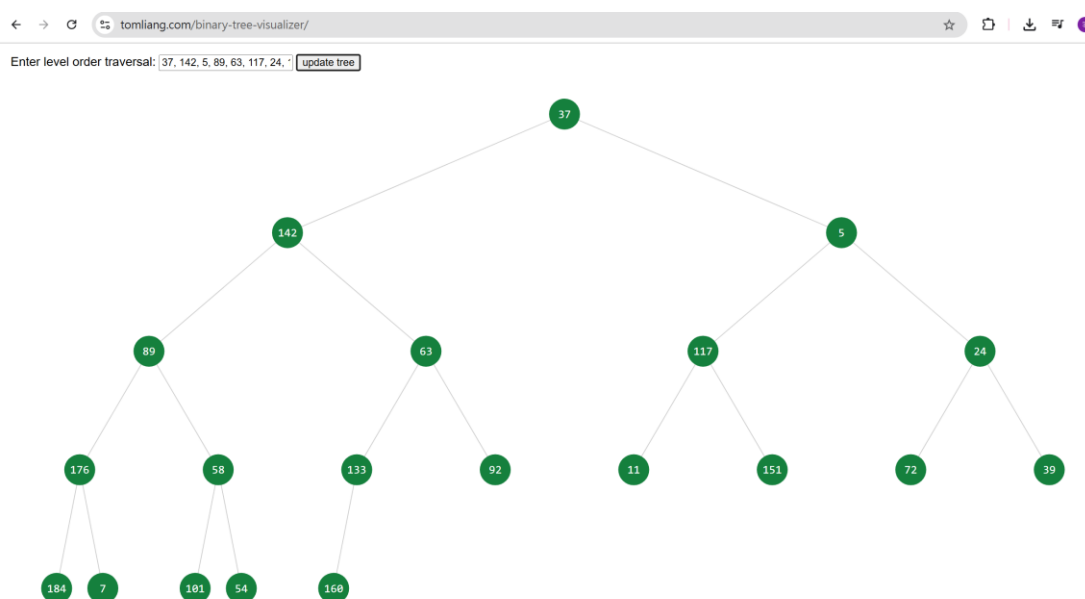 tomliang.com/binary-tree-visualizer/
Enter level order traversal: 37, 142, 5, 89, 63, 117, 24, update tree
37
142 5
89 63 117 24
176 58 133 92 11 151 72 39
184 7 101 54 160